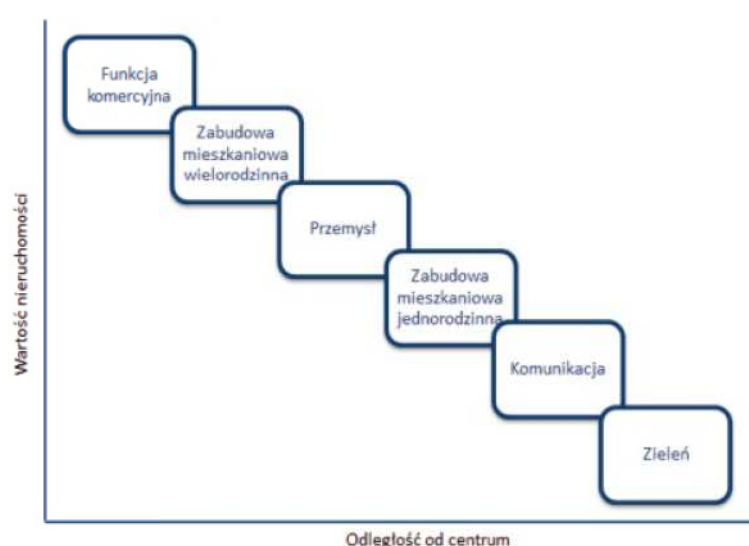 Funkcja
komercyjna
Zabudowa
mieszkaniowa
wielorodzinna
Przemysł
Zabudowa
mieszkaniowa
jednorodzinna
Komunikacja
Zieleń
Wartość nieruchomości
Odległość od centrum